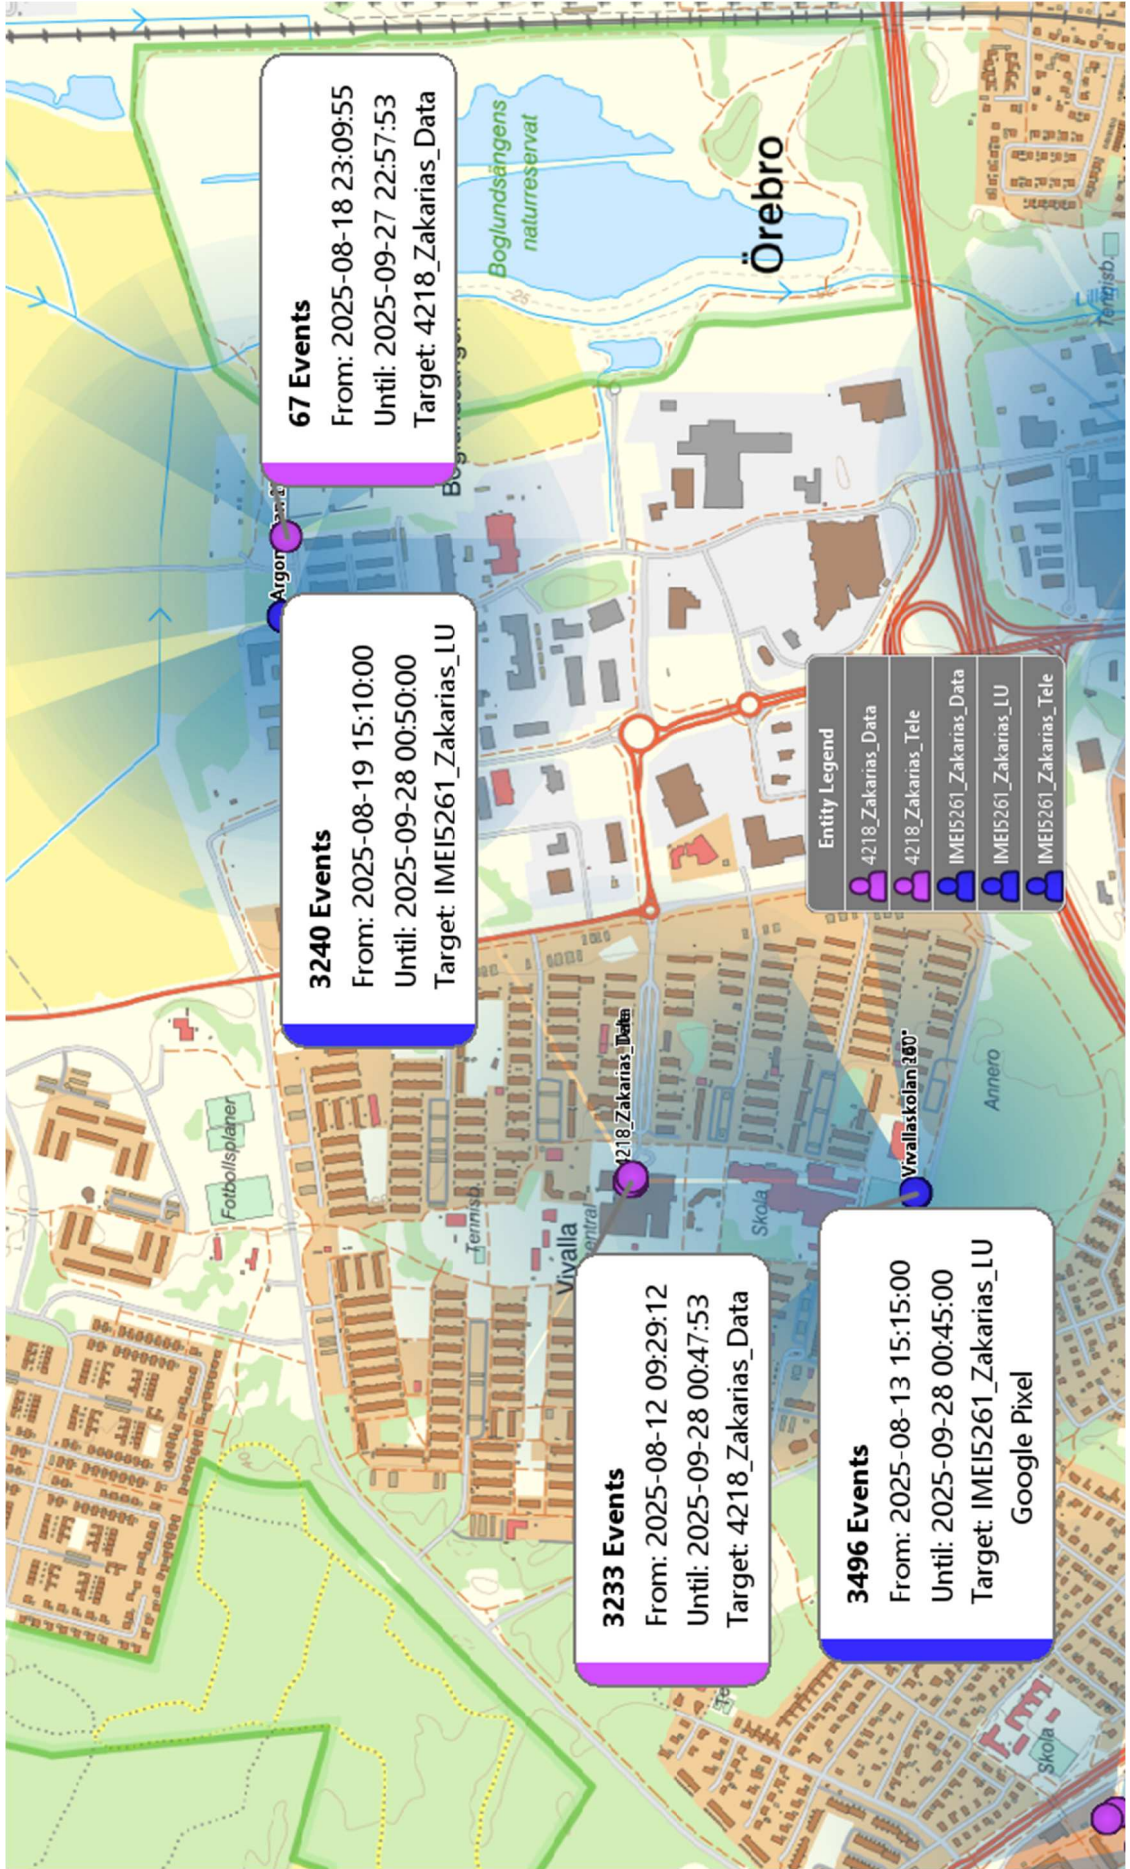 67 Events
From: 2025-08-18 23:09:55
Until: 2025-09-27 22:57:53
Target: 4218_Zakarias_Data
Boglundsängens
naturreservat
25
Örebro
Tennisb.
3240 Events
From: 2025-08-19 15:10:00
Until: 2025-09-28 00:50:00
Target: IMEI5261_Zakarias_LU
Entity Legend
4218_Zakarias_Data
4218_Zakarias_Tele
IMEI5261_Zakarias_Data
IMEI5261_Zakarias_LU
IMEI5261_Zakarias_Tele
Fotbollsplaner
Tennisb.
Vivalla
4218_Zakarias
Skola
Vivallaskolan
Annero
3233 Events
From: 2025-08-12 09:29:12
Until: 2025-09-28 00:47:53
Target: 4218_Zakarias_Data
3496 Events
From: 2025-08-13 15:15:00
Until: 2025-09-28 00:45:00
Target: IMEI5261_Zakarias_LU
Google Pixel
Skola